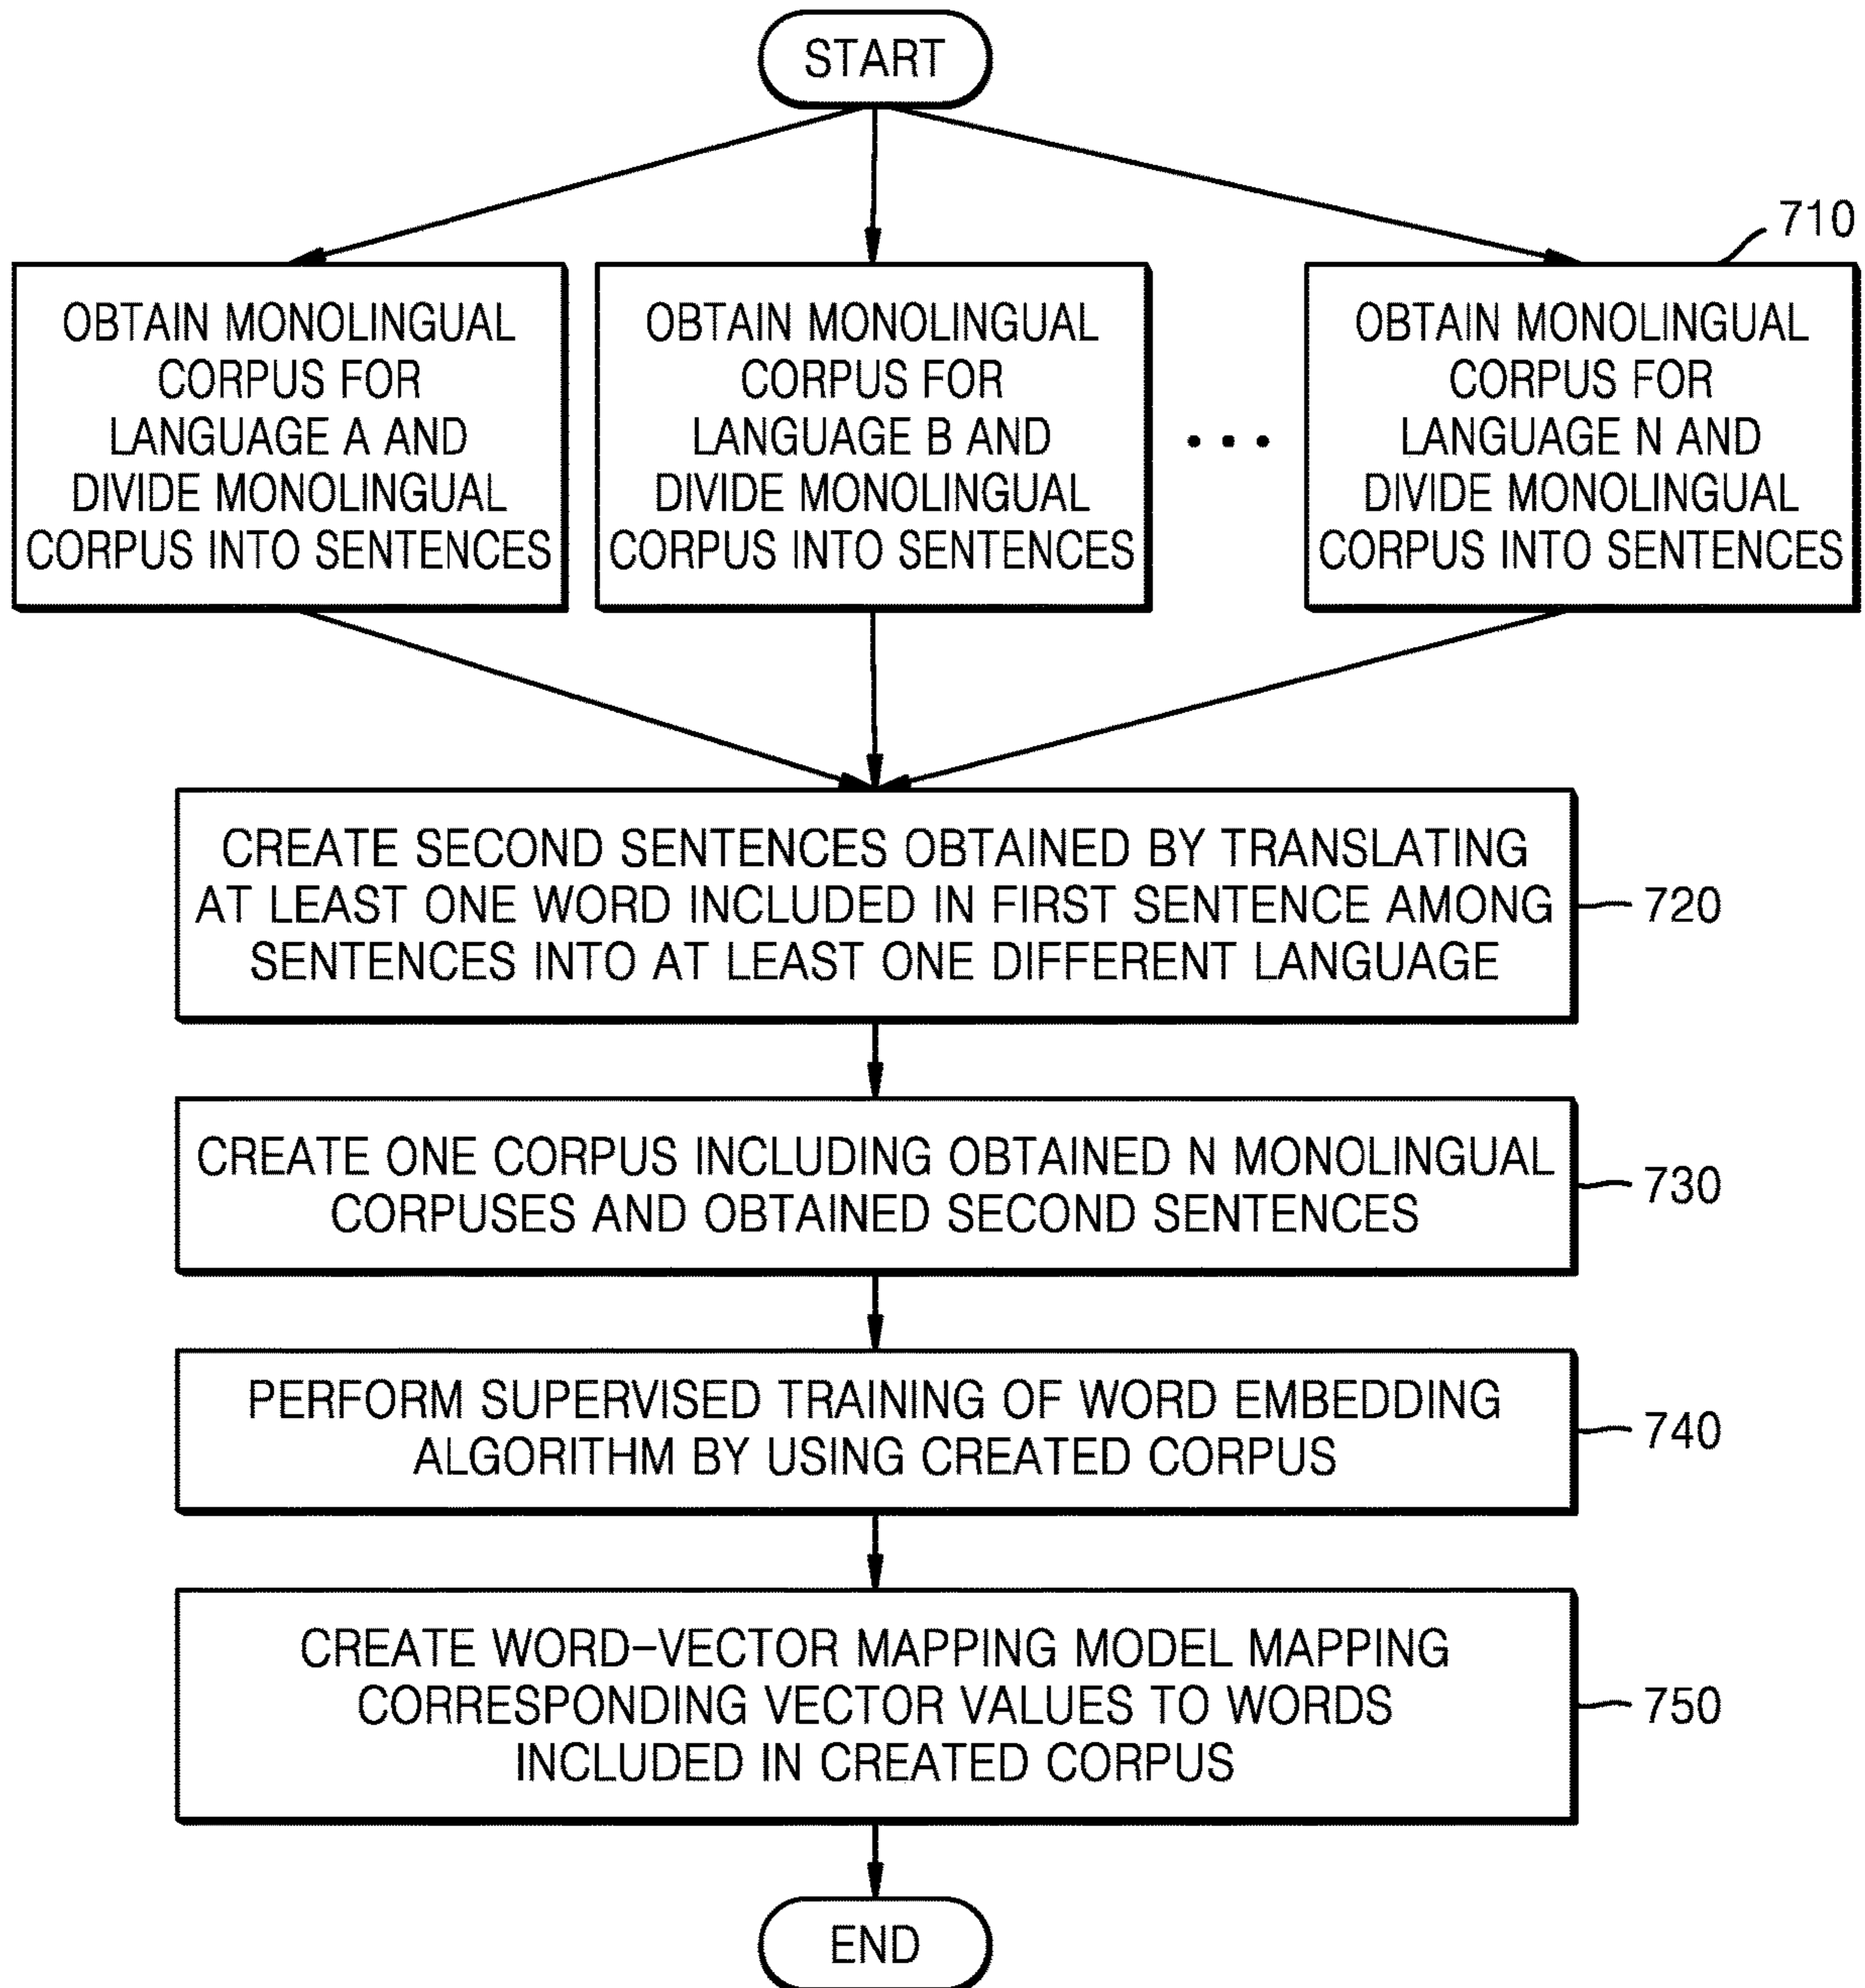 START
710
OBTAIN MONOLINGUAL
CORPUS FOR
LANGUAGE A AND
DIVIDE MONOLINGUAL
CORPUS INTO SENTENCES
OBTAIN MONOLINGUAL
CORPUS FOR
LANGUAGE B AND
DIVIDE MONOLINGUAL
CORPUS INTO SENTENCES
...
OBTAIN MONOLINGUAL
CORPUS FOR
LANGUAGE N AND
DIVIDE MONOLINGUAL
CORPUS INTO SENTENCES
CREATE SECOND SENTENCES OBTAINED BY TRANSLATING
AT LEAST ONE WORD INCLUDED IN FIRST SENTENCE AMONG
SENTENCES INTO AT LEAST ONE DIFFERENT LANGUAGE
720
CREATE ONE CORPUS INCLUDING OBTAINED N MONOLINGUAL
CORPUSES AND OBTAINED SECOND SENTENCES
730
PERFORM SUPERVISED TRAINING OF WORD EMBEDDING
ALGORITHM BY USING CREATED CORPUS
740
CREATE WORD-VECTOR MAPPING MODEL MAPPING
CORRESPONDING VECTOR VALUES TO WORDS
INCLUDED IN CREATED CORPUS
750
END